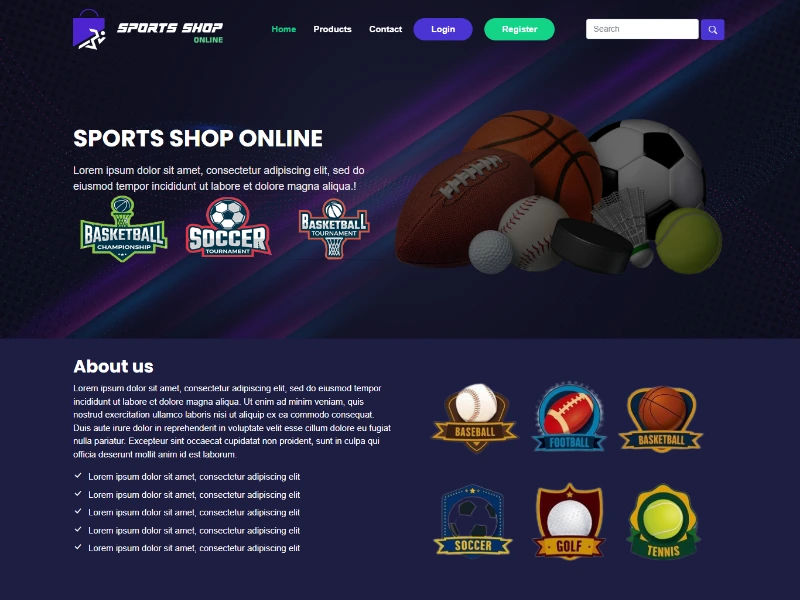 SPORTS SHOP
ONLINE
Home Products Contact Login Register Search
SPORTS SHOP ONLINE
Lorem ipsum dolor sit amet, consectetur adipiscing elit, sed do
eiusmod tempor incididunt ut labore et dolore magna aliqua.!
BASKETBALL
CHAMPIONSHIP
SOCCER
TOURNAMENT
BASKETBALL
TOURNAMENT
About us
Lorem ipsum dolor sit amet, consectetur adipiscing elit, sed do eiusmod tempor
incididunt ut labore et dolore magna aliqua. Ut enim ad minim veniam, quis
nostrud exercitation ullamco laboris nisi ut aliquip ex ea commodo consequat.
Duis aute irure dolor in reprehenderit in voluptate velit esse cillum dolore eu fugiat
nulla pariatur. Excepteur sint occaecat cupidatat non proident, sunt in culpa qui
officia deserunt mollit anim id est laborum.
Lorem ipsum dolor sit amet, consectetur adipiscing elit
Lorem ipsum dolor sit amet, consectetur adipiscing elit
Lorem ipsum dolor sit amet, consectetur adipiscing elit
Lorem ipsum dolor sit amet, consectetur adipiscing elit
Lorem ipsum dolor sit amet, consectetur adipiscing elit
BASEBALL
FOOTBALL
BASKETBALL
SOCCER
GOLF
TENNIS